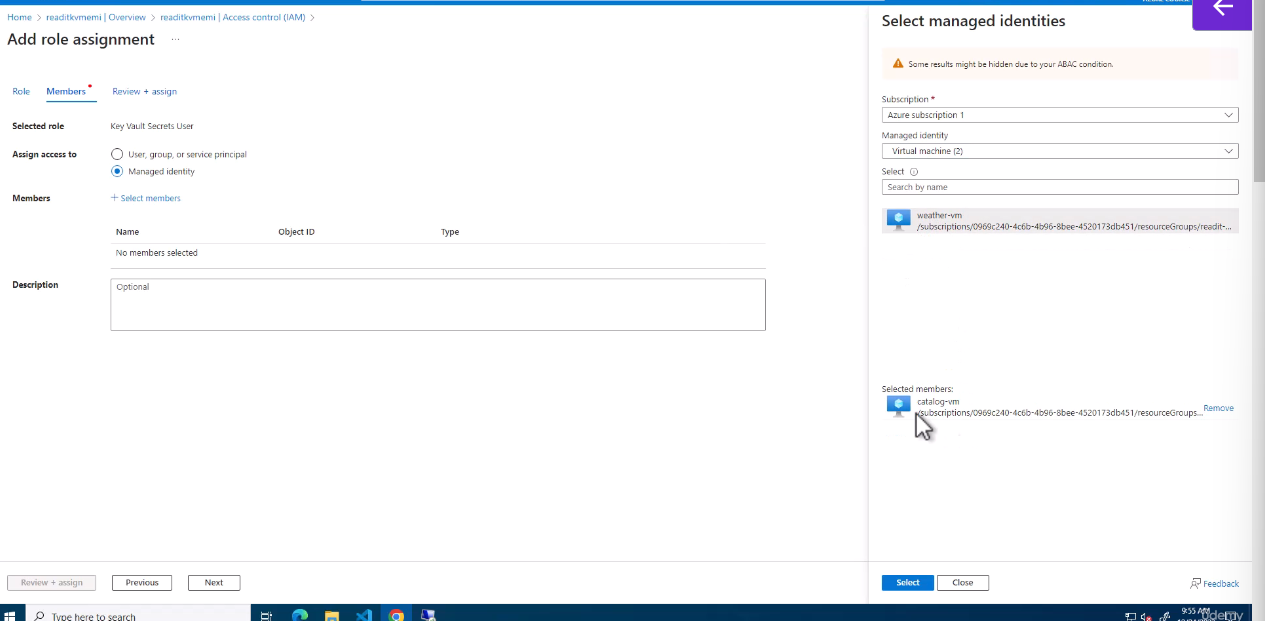 Home > readitkvmemi | Overview > readitkvmemi | Access control (IAM) >
Add role assignment ...
Role Members * Review + assign
Selected role Key Vault Secrets User
Assign access to User, group, or service principal
Managed identity
Members + Select members
Name Object ID Type
No members selected
Description Optional
Review + assign Previous Next
Select managed identities
Some results might be hidden due to your ABAC condition.
Subscription *
Azure subscription 1
Managed identity
Virtual machine (2)
Select
Search by name
weather-vm
/subscriptions/0969c240-4c6b-4b96-8bee-4520173db451/resourceGroups/readit-...
Selected members:
catalog-vm
/subscriptions/0969c240-4c6b-4b96-8bee-4520173db451/resourceGroups...
Remove
Select Close Feedback
Type here to search
9:55 AM
Udemy